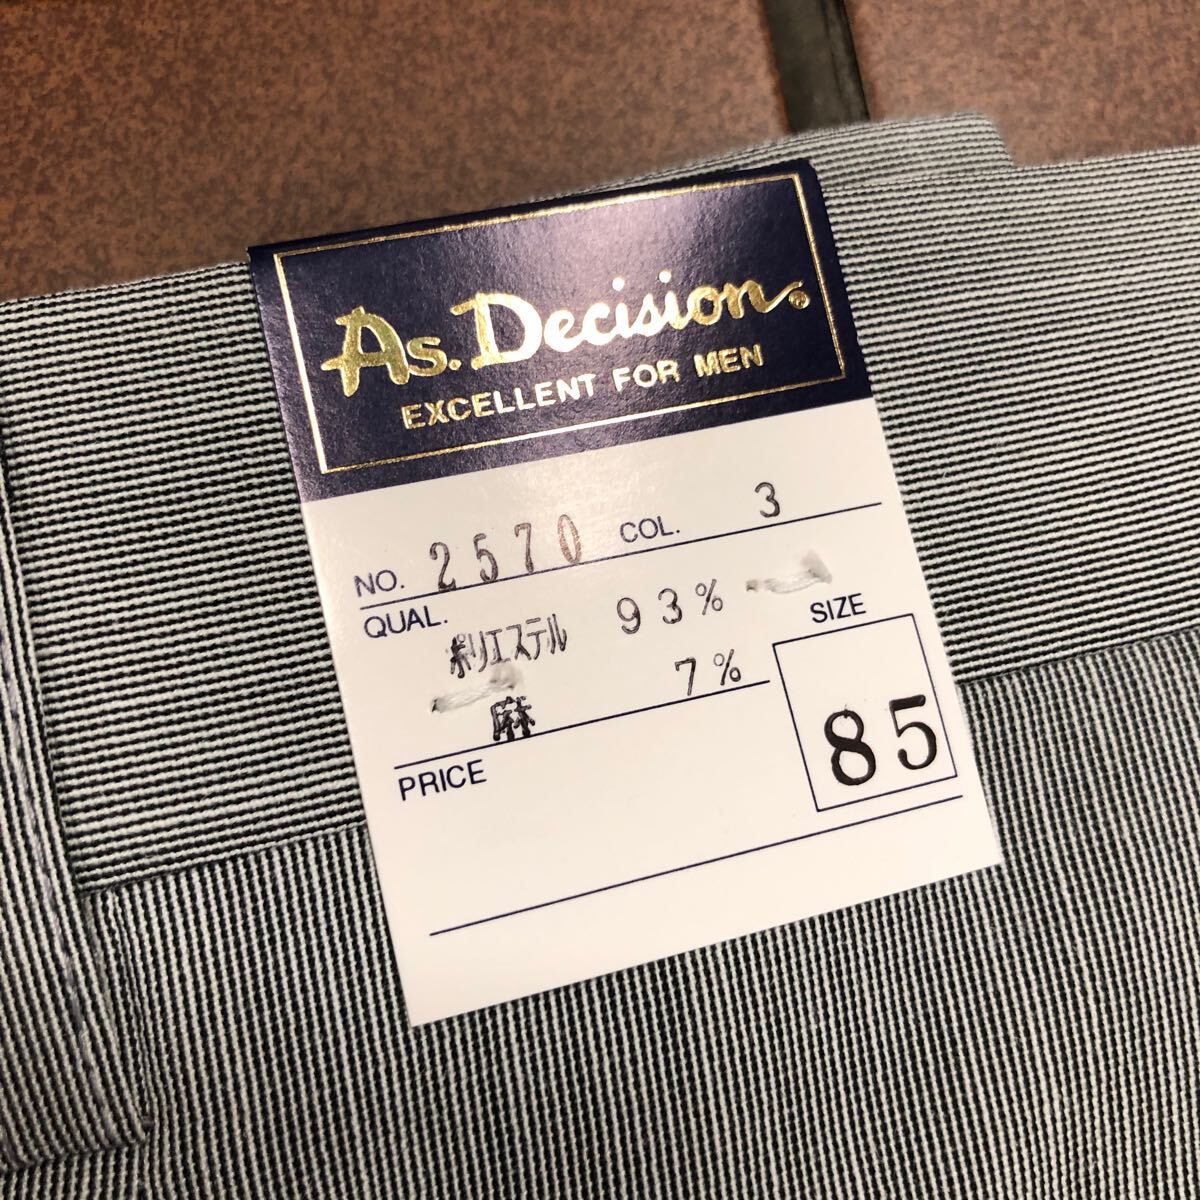 As. Decision®
EXCELLENT FOR MEN
NO. 2570 COL. 3
QUAL. ポリエステル 93%
麻 7%
SIZE
85
PRICE